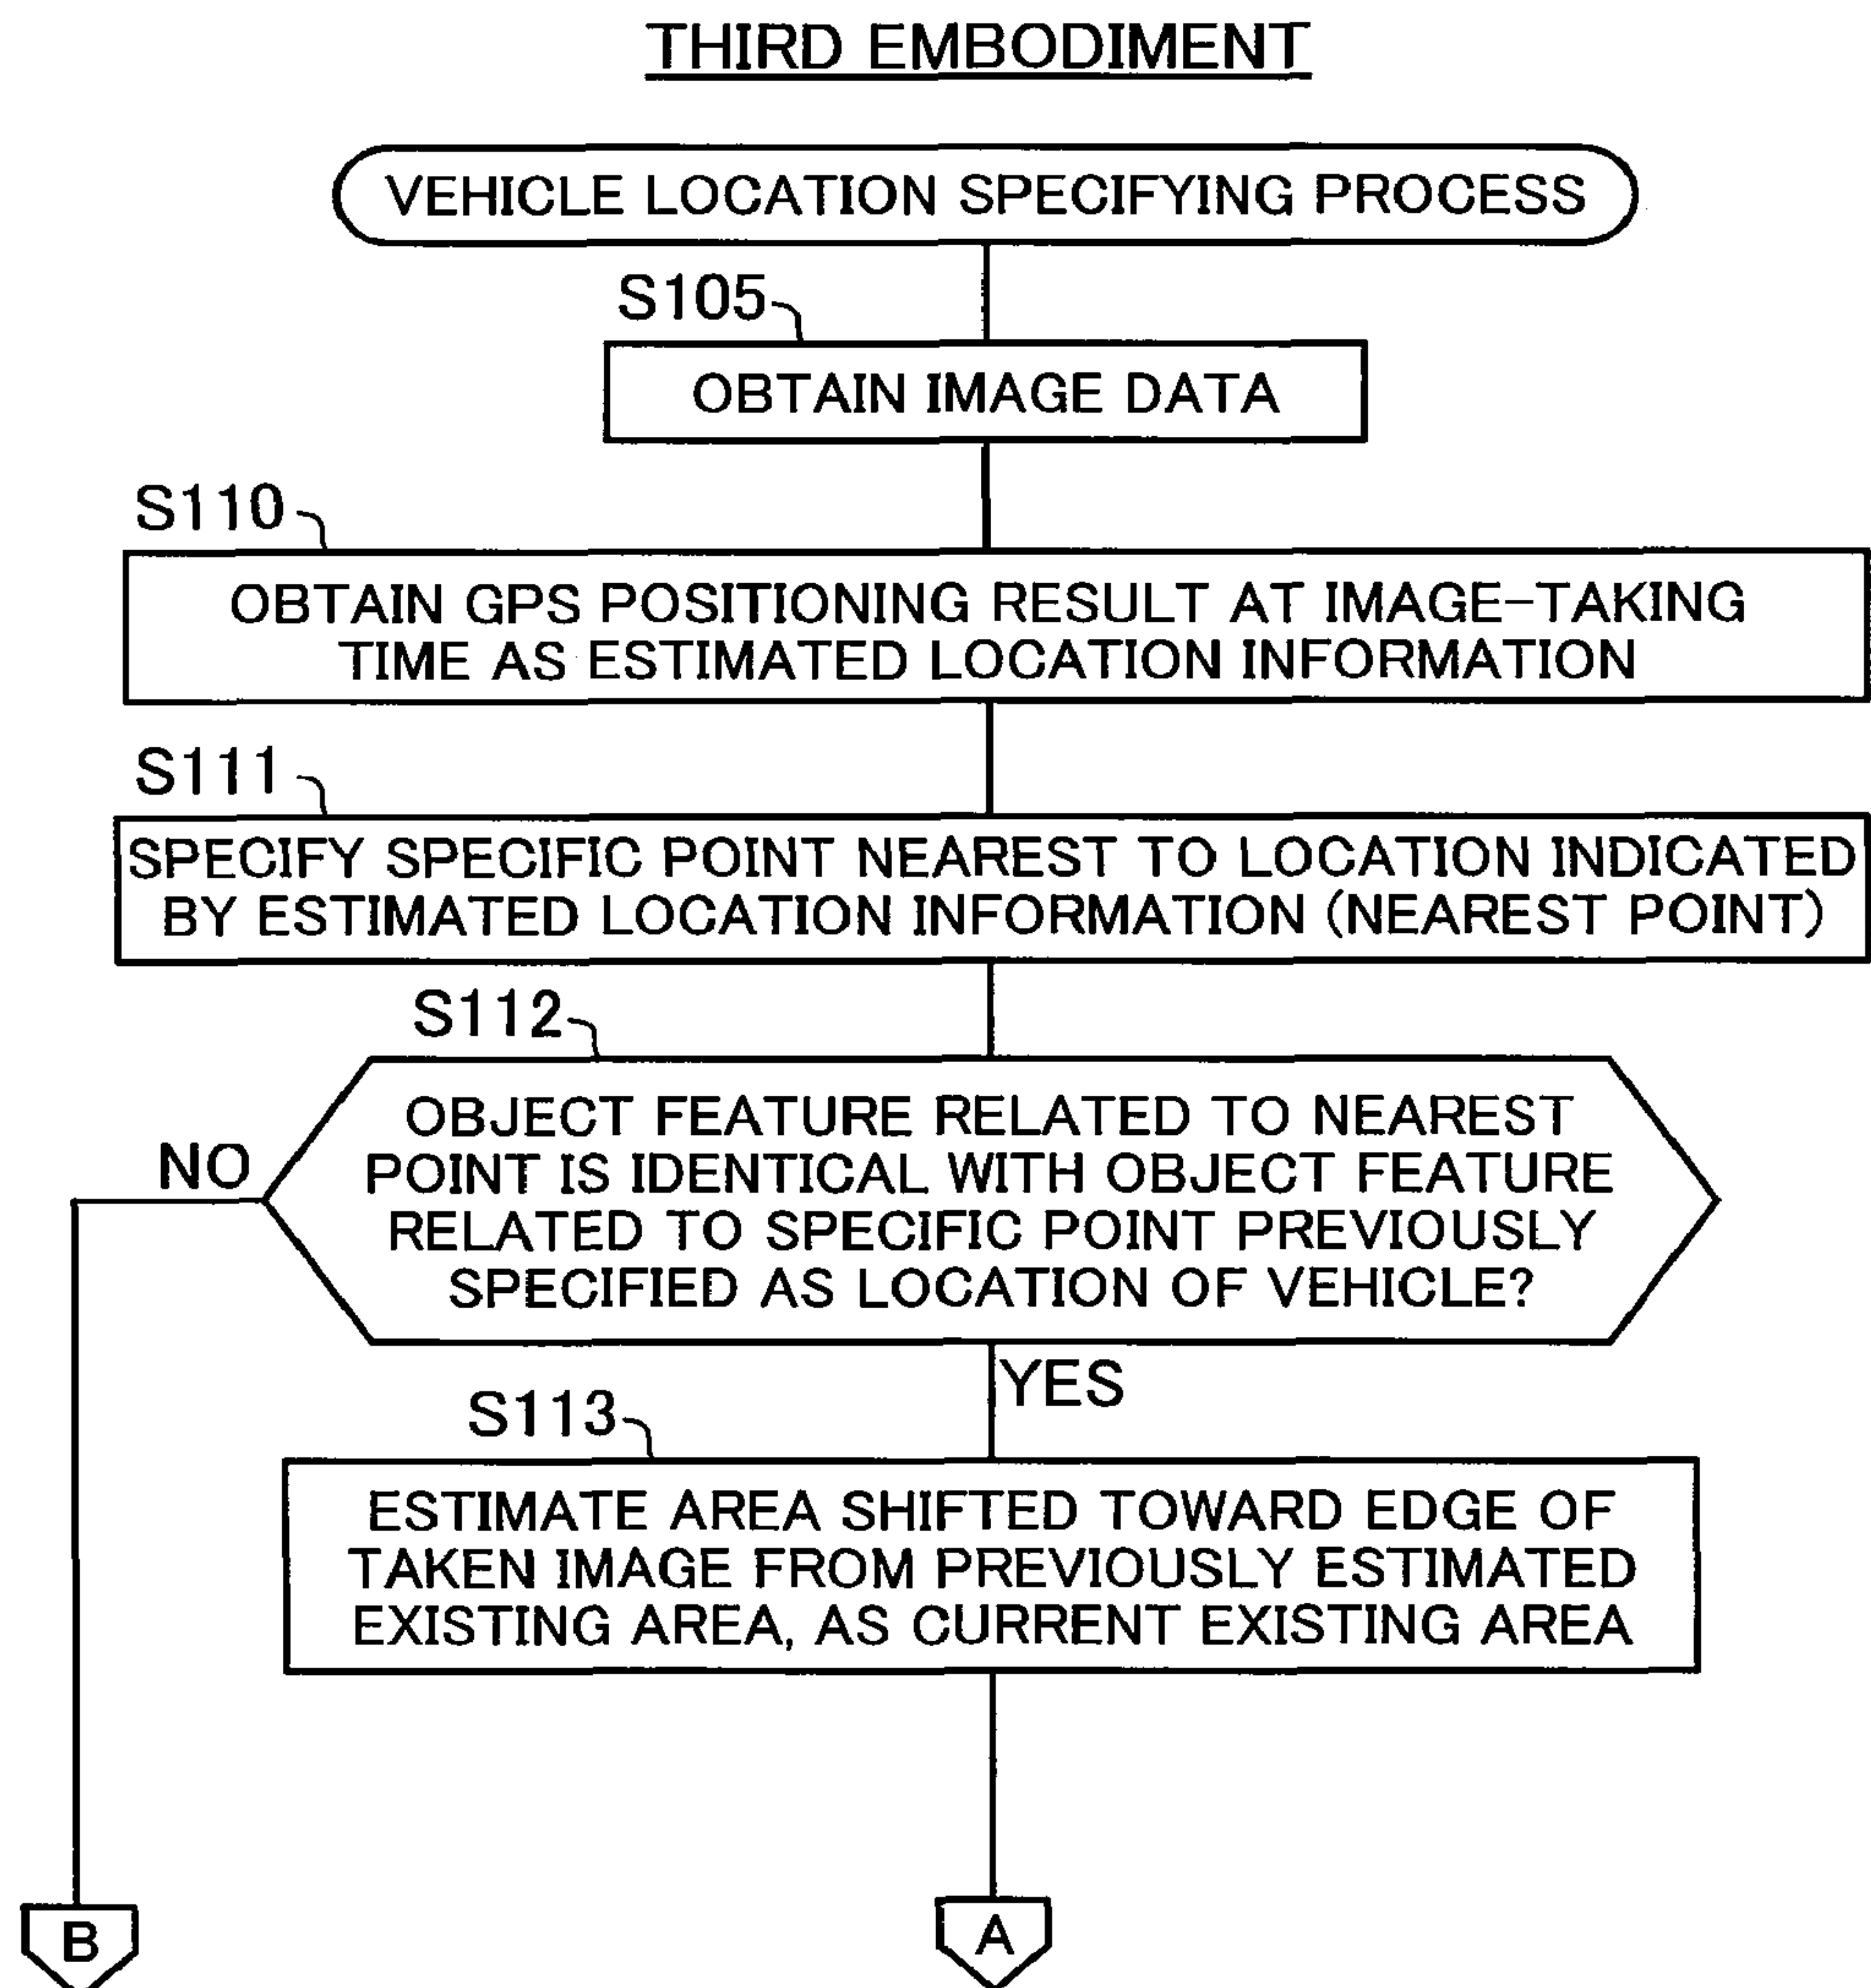 THIRD EMBODIMENT
VEHICLE LOCATION SPECIFYING PROCESS
S105
OBTAIN IMAGE DATA
S110
OBTAIN GPS POSITIONING RESULT AT IMAGE-TAKING
TIME AS ESTIMATED LOCATION INFORMATION
S111
SPECIFY SPECIFIC POINT NEAREST TO LOCATION INDICATED
BY ESTIMATED LOCATION INFORMATION (NEAREST POINT)
S112
OBJECT FEATURE RELATED TO NEAREST
POINT IS IDENTICAL WITH OBJECT FEATURE
RELATED TO SPECIFIC POINT PREVIOUSLY
SPECIFIED AS LOCATION OF VEHICLE?
NO
YES
S113
ESTIMATE AREA SHIFTED TOWARD EDGE OF
TAKEN IMAGE FROM PREVIOUSLY ESTIMATED
EXISTING AREA, AS CURRENT EXISTING AREA
B
A